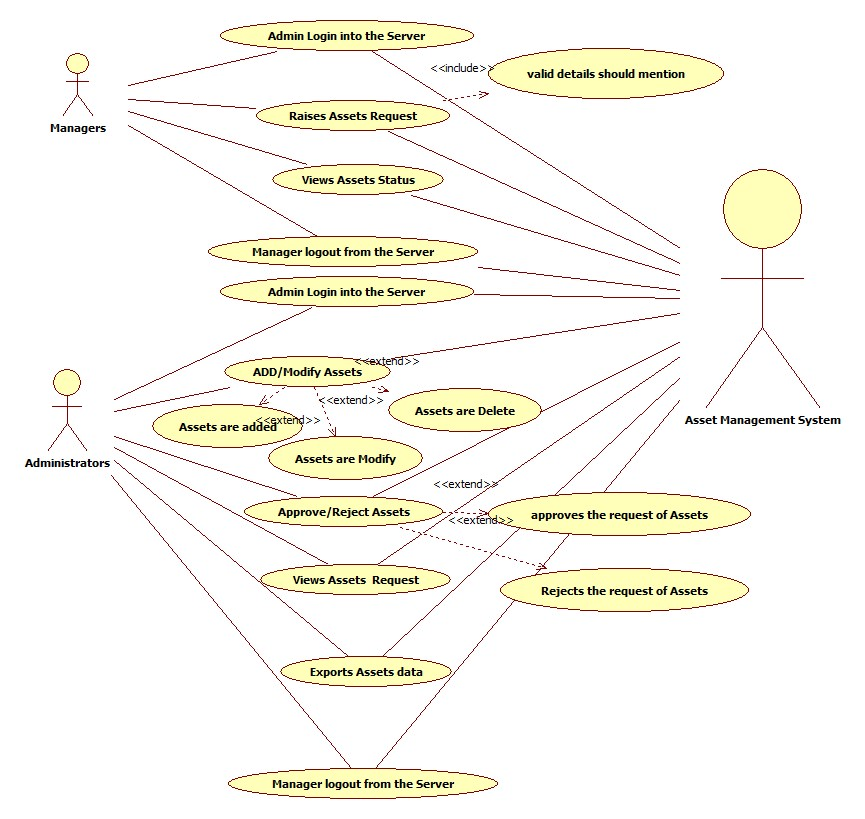 Admin Login into the Server
<<include>>
valid details should mention
Raises Assets Request
Managers
Views Assets Status
Manager logout from the Server
Admin Login into the Server
<<extend>>
ADD/Modify Assets
<<extend>>
Assets are Delete
<<extend>>
Assets are added
Asset Management System
Assets are Modify
Administrators
<<extend>>
Approve/Reject Assets
approves the request of Assets
<<extend>>
Views Assets  Request
Rejects the request of Assets
Exports Assets data
Manager logout from the Server